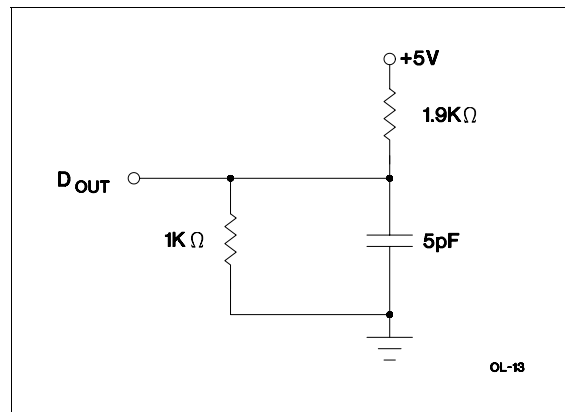 +5V
1.9KΩ
D OUT
1KΩ
5pF
OL-13